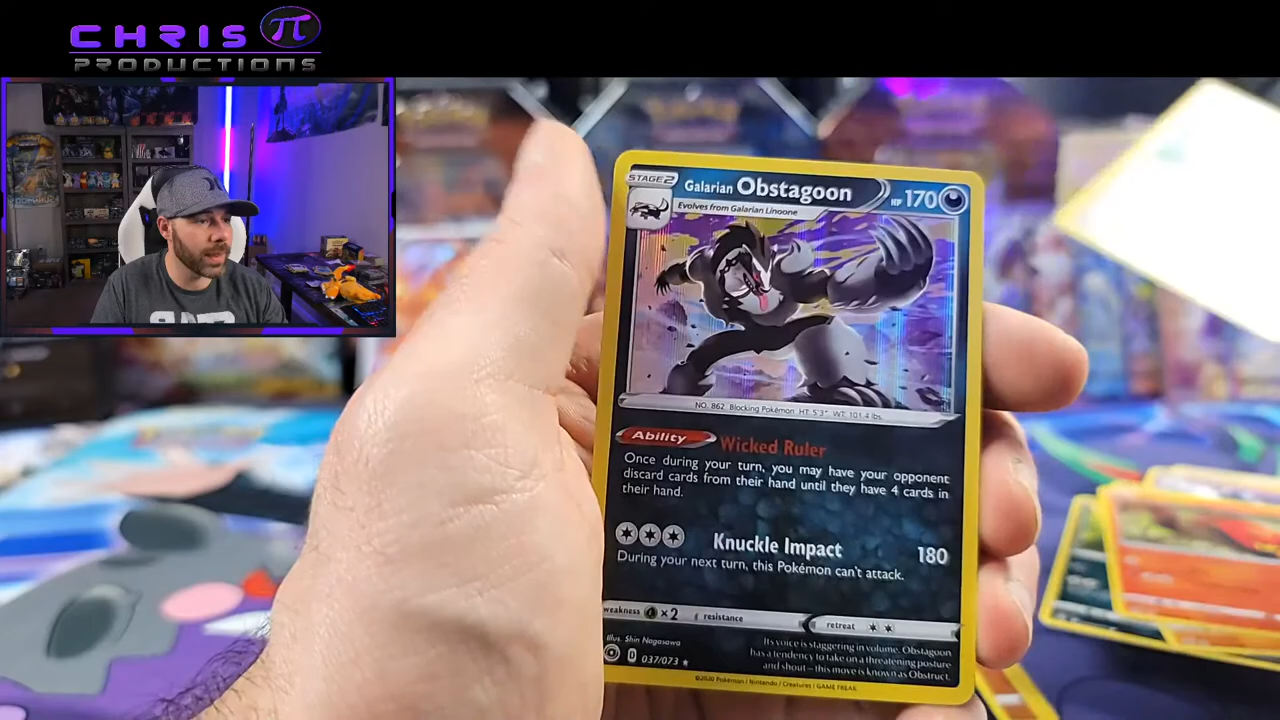 CHRIS π
PRODUCTIONS
STAGE 2
Galarian Obstagoon
HP 170
Evolves from Galarian Linoone
NO. 862 Blocking Pokémon HT: 5'3" WT: 101.4 lbs.
Ability Wicked Ruler
Once during your turn, you may have your opponent
discard cards from their hand until they have 4 cards in
their hand.
Knuckle Impact 180
During your next turn, this Pokémon can't attack.
weakness ×2 resistance retreat
Illus. Shin Nagasawa
D 037/073 ★
Its voice is staggering in volume. Obstagoon
has a tendency to take on a threatening posture
and shout – this move is known as Obstruct.
©2020 Pokémon / Nintendo / Creatures / GAME FREAK